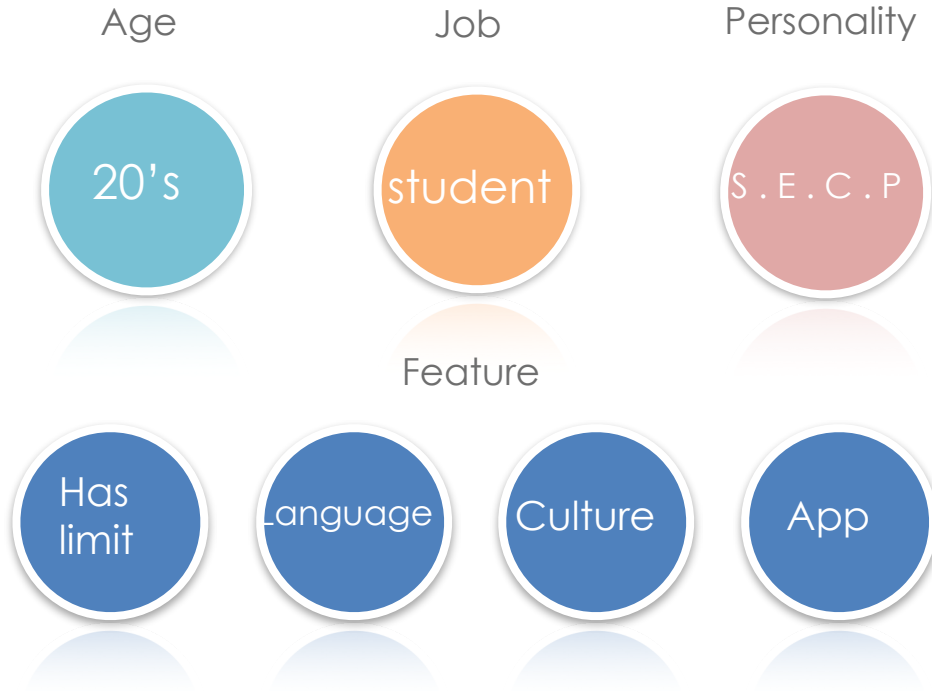 Age
Job
Personality
20's
student
S . E . C . P
Feature
Has
limit
Language
Culture
App